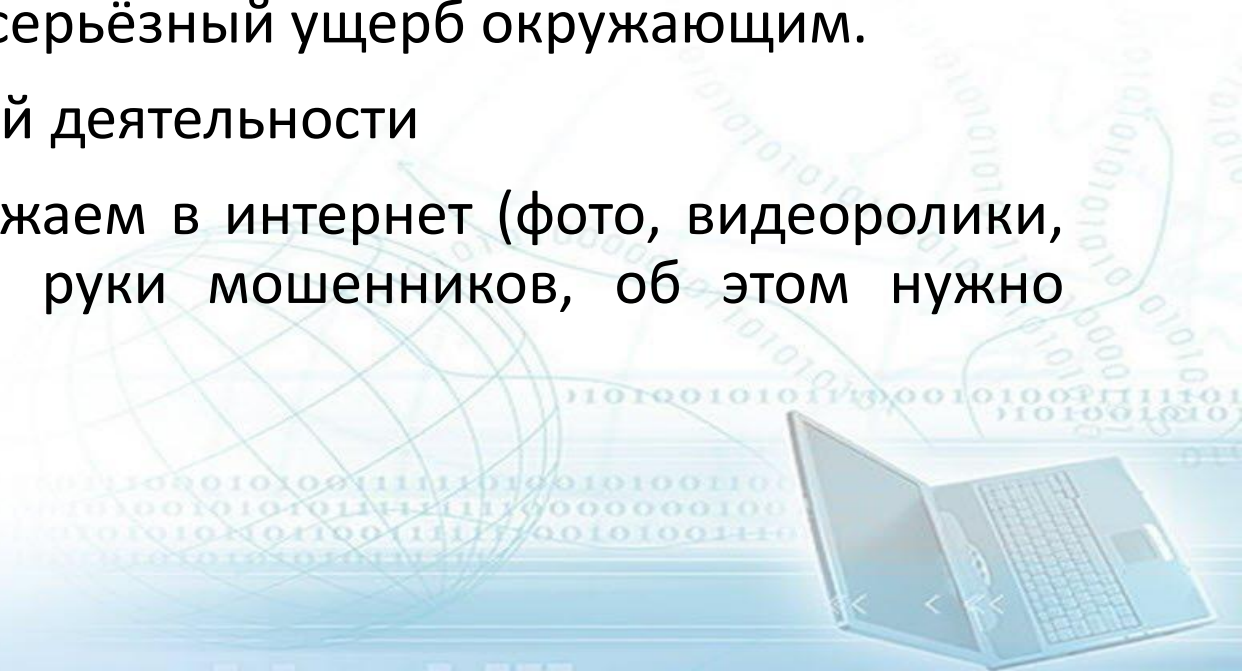 серьёзный ущерб окружающим.
й деятельности
жаем в интернет (фото, видеоролики,
руки мошенников, об этом нужно